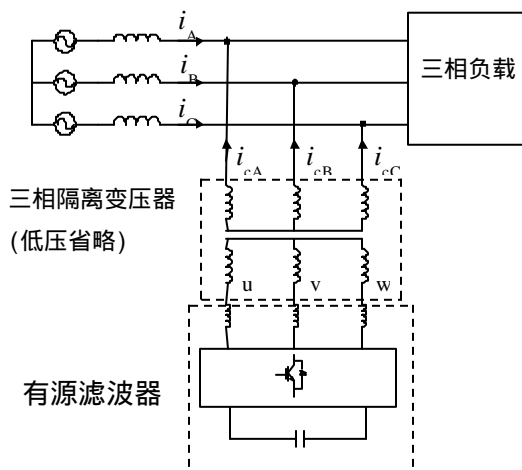 i_A
三相负载
i_B
i_C
i_cA
i_cB
i_cC
三相隔离变压器
(低压省略)
u
v
w
有源滤波器